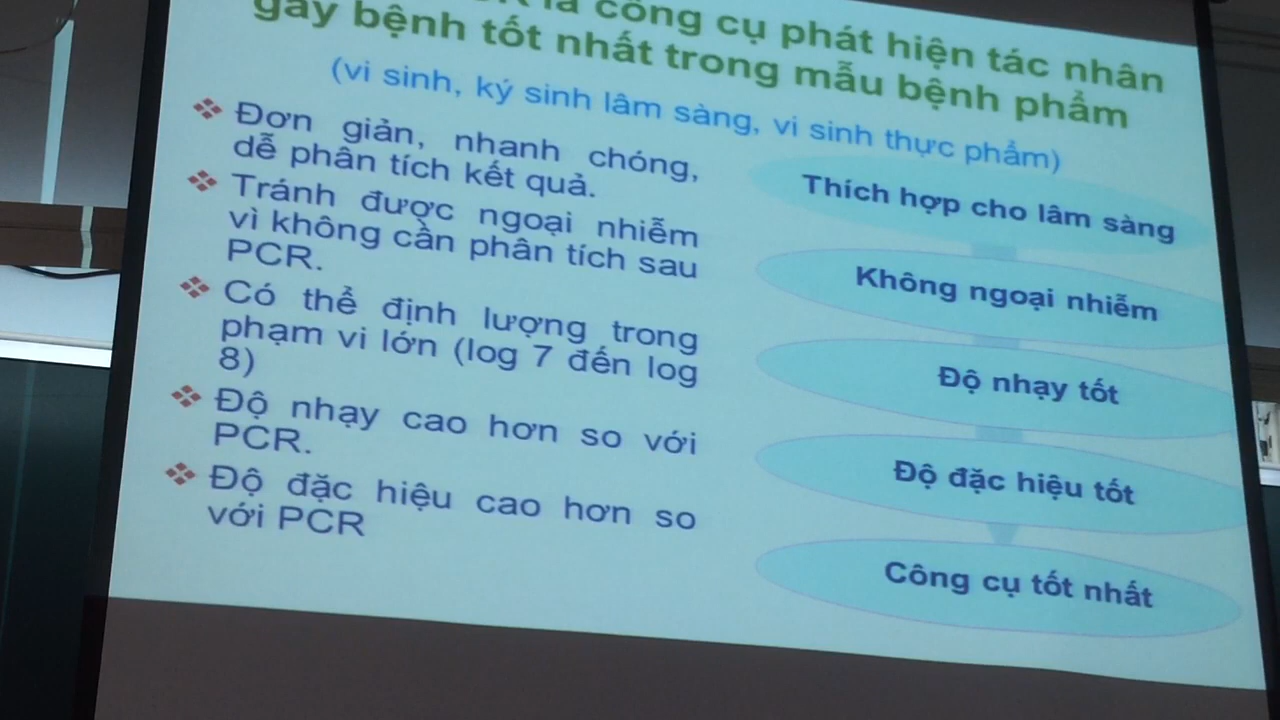 là công cụ phát hiện tác nhân
gây bệnh tốt nhất trong mẫu bệnh phẩm
(vi sinh, ký sinh lâm sàng, vi sinh thực phẩm)
Đơn giản, nhanh chóng,
dễ phân tích kết quả.
Tránh được ngoại nhiễm
vì không cần phân tích sau
PCR.
Có thể định lượng trong
phạm vi lớn (log 7 đến log
8)
Độ nhạy cao hơn so với
PCR.
Độ đặc hiệu cao hơn so
với PCR
Thích hợp cho lâm sàng
Không ngoại nhiễm
Độ nhạy tốt
Độ đặc hiệu tốt
Công cụ tốt nhất